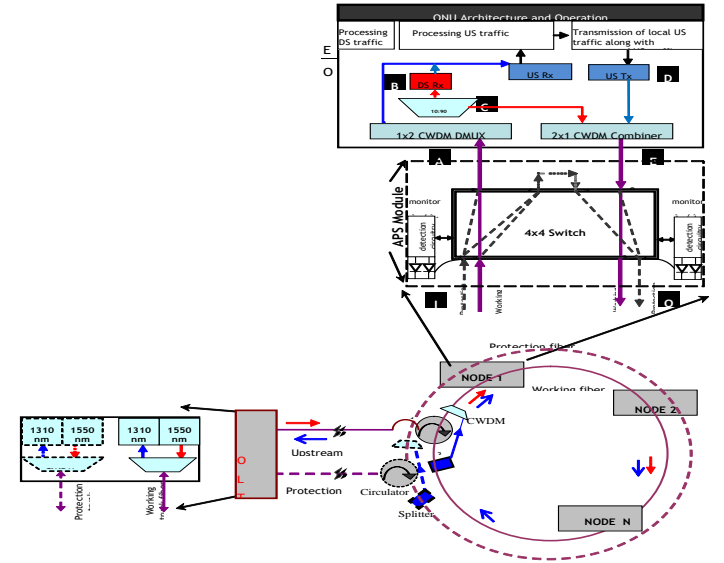 ONU Architecture and Operation
Processing
DS traffic
Processing US traffic
Transmission of local US
traffic along with
E
O
B
DS Rx
US Rx
US Tx
D
C
10:90
1x2 CWDM DMUX
2x1 CWDM Combiner
A
E
APS Module
monitor
detection
4x4 Switch
monitor
detection
Working
Protection fiber
NODE 1
Working fiber
NODE 2
CWDM
1310
nm
1550
nm
1310
nm
1550
nm
O
L
T
Upstream
Protection
Circulator
Splitter
NODE N
Protection
Working